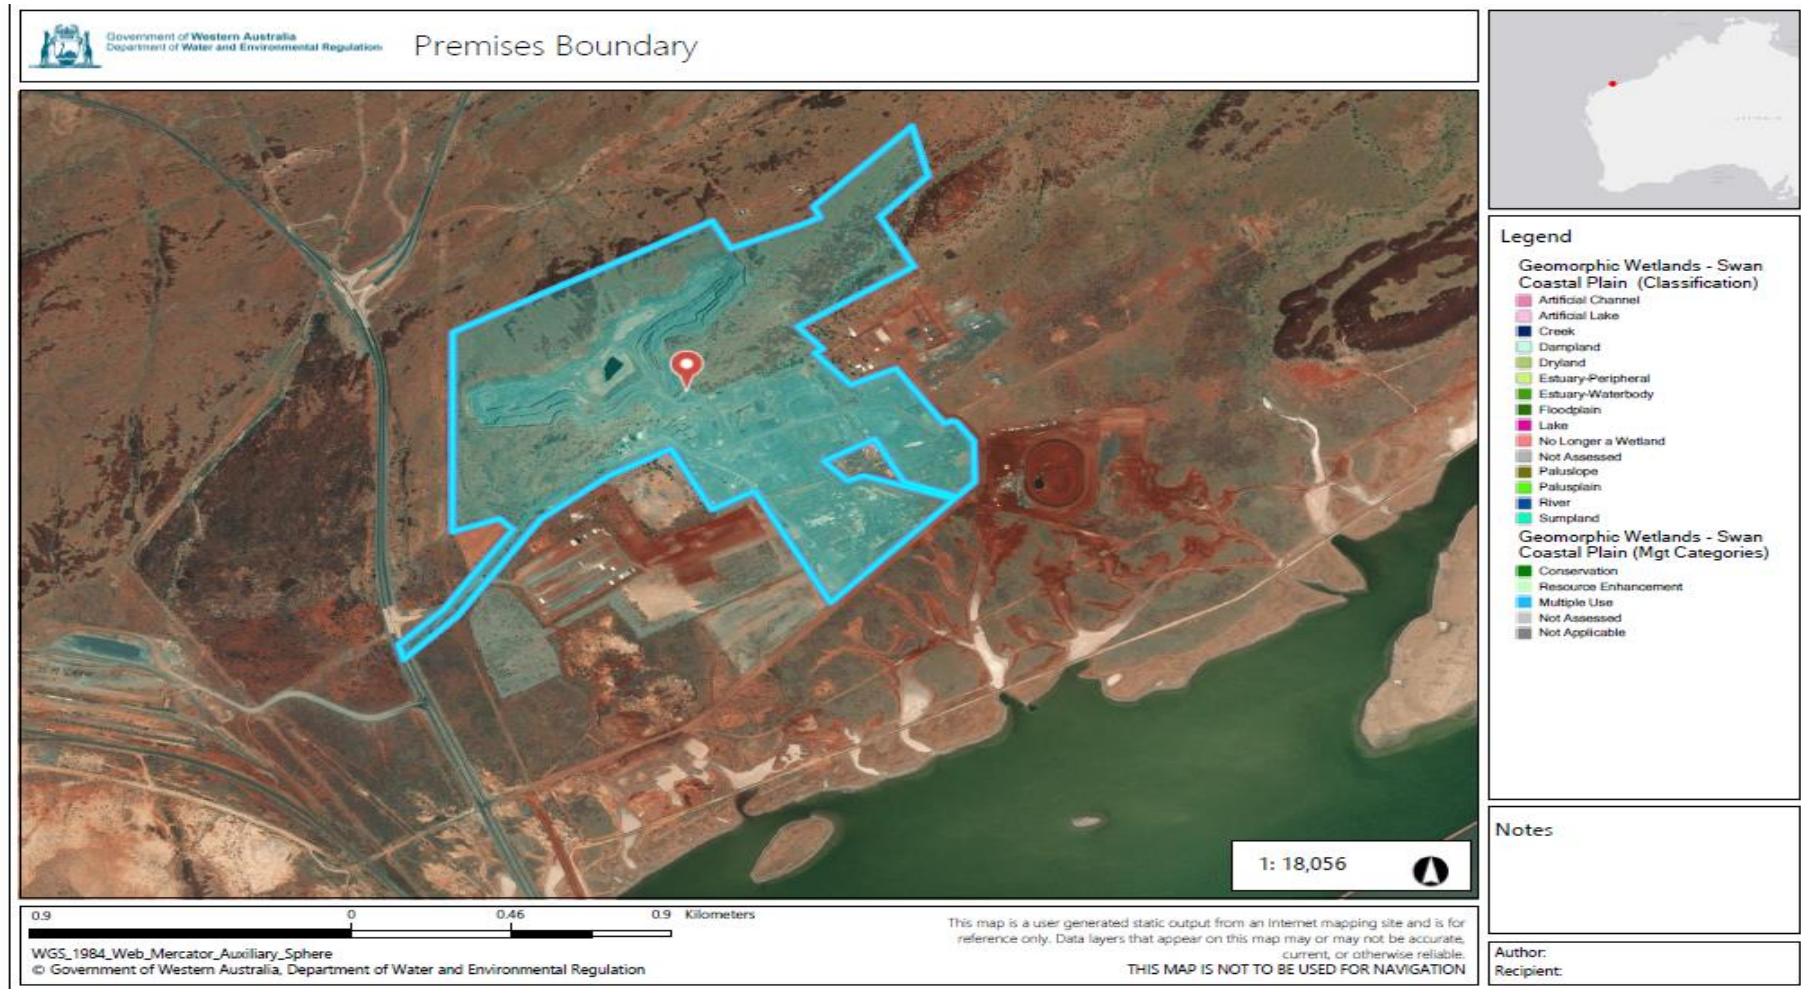 Government of Western Australia
Department of Water and Environmental Regulation
Premises Boundary
Legend
Geomorphic Wetlands - Swan
Coastal Plain (Classification)
Artificial Channel
Artificial Lake
Creek
Dampland
Dryland
Estuary-Peripheral
Estuary-Waterbody
Floodplain
Lake
No Longer a Wetland
Not Assessed
Paluslope
Palusplain
River
Sumpland
Geomorphic Wetlands - Swan
Coastal Plain (Mgt Categories)
Conservation
Resource Enhancement
Multiple Use
Not Assessed
Not Applicable
Notes
1: 18,056
0.9 0 0.46 0.9 Kilometers
WGS_1984_Web_Mercator_Auxiliary_Sphere
© Government of Western Australia, Department of Water and Environmental Regulation
This map is a user generated static output from an Internet mapping site and is for
reference only. Data layers that appear on this map may or may not be accurate,
current, or otherwise reliable.
THIS MAP IS NOT TO BE USED FOR NAVIGATION
Author:
Recipient: